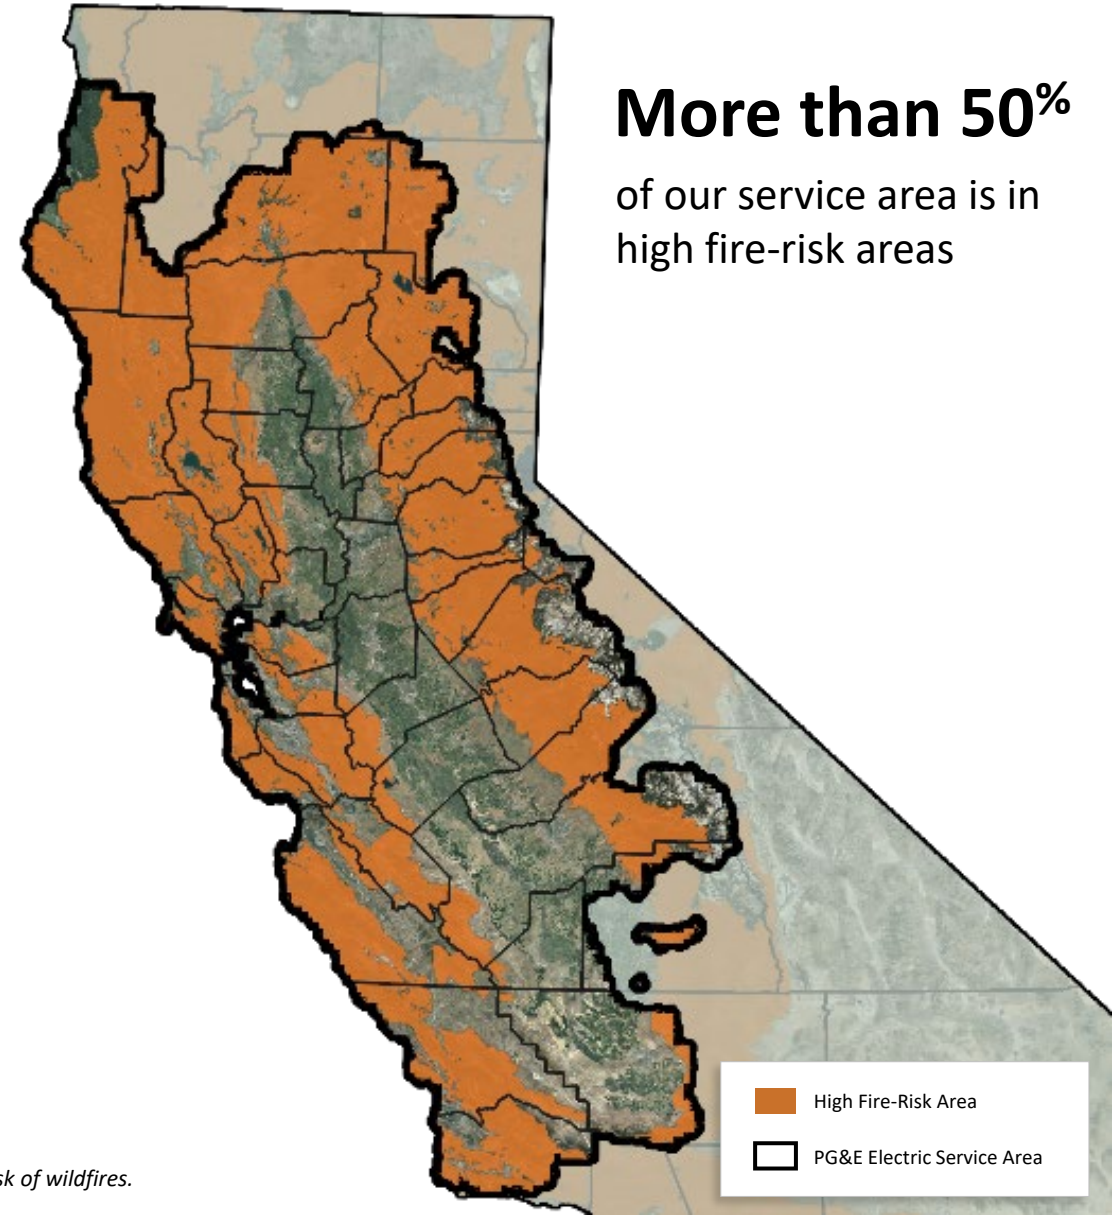 More than 50%
of our service area is in
high fire-risk areas
High Fire-Risk Area
PG&E Electric Service Area
sk of wildfires.